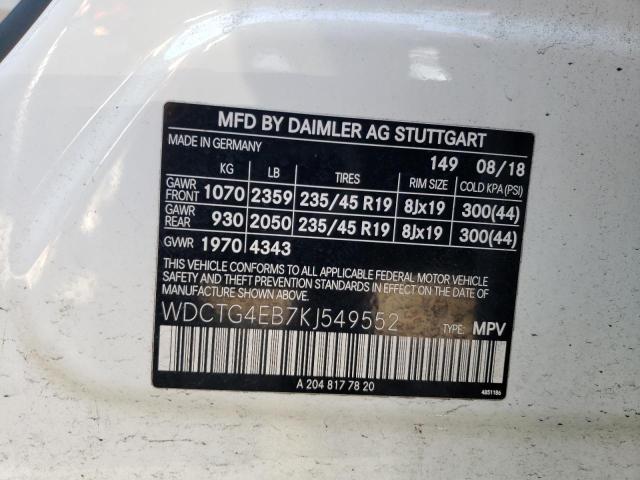 MFD BY DAIMLER AG STUTTGART
MADE IN GERMANY 149 08/18
KG LB TIRES RIM SIZE COLD KPA (PSI)
GAWR FRONT 1070 2359 235/45 R19 8Jx19 300(44)
GAWR REAR 930 2050 235/45 R19 8Jx19 300(44)
GVWR 1970 4343
THIS VEHICLE CONFORMS TO ALL APPLICABLE FEDERAL MOTOR VEHICLE
SAFETY AND THEFT PREVENTION STANDARDS IN EFFECT ON THE DATE OF
MANUFACTURE SHOWN ABOVE.
WDCTG4EB7KJ549552 TYPE: MPV
A 204 817 78 20 4851186